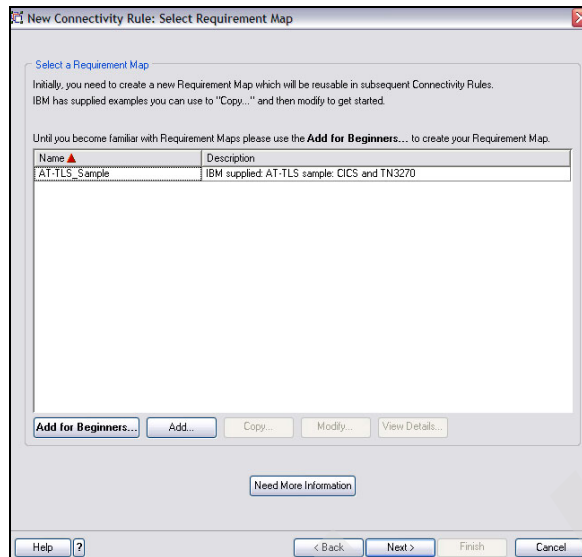 New Connectivity Rule: Select Requirement Map
Select a Requirement Map
Initially, you need to create a new Requirement Map which will be reusable in subsequent Connectivity Rules.
IBM has supplied examples you can use to "Copy..." and then modify to get started.
Until you become familiar with Requirement Maps please use the Add for Beginners... to create your Requirement Map.
Name Description
AT-TLS_Sample IBM supplied: AT-TLS sample: CICS and TN3270
Add for Beginners... Add... Copy... Modify... View Details...
Need More Information
Help ? < Back Next > Finish Cancel